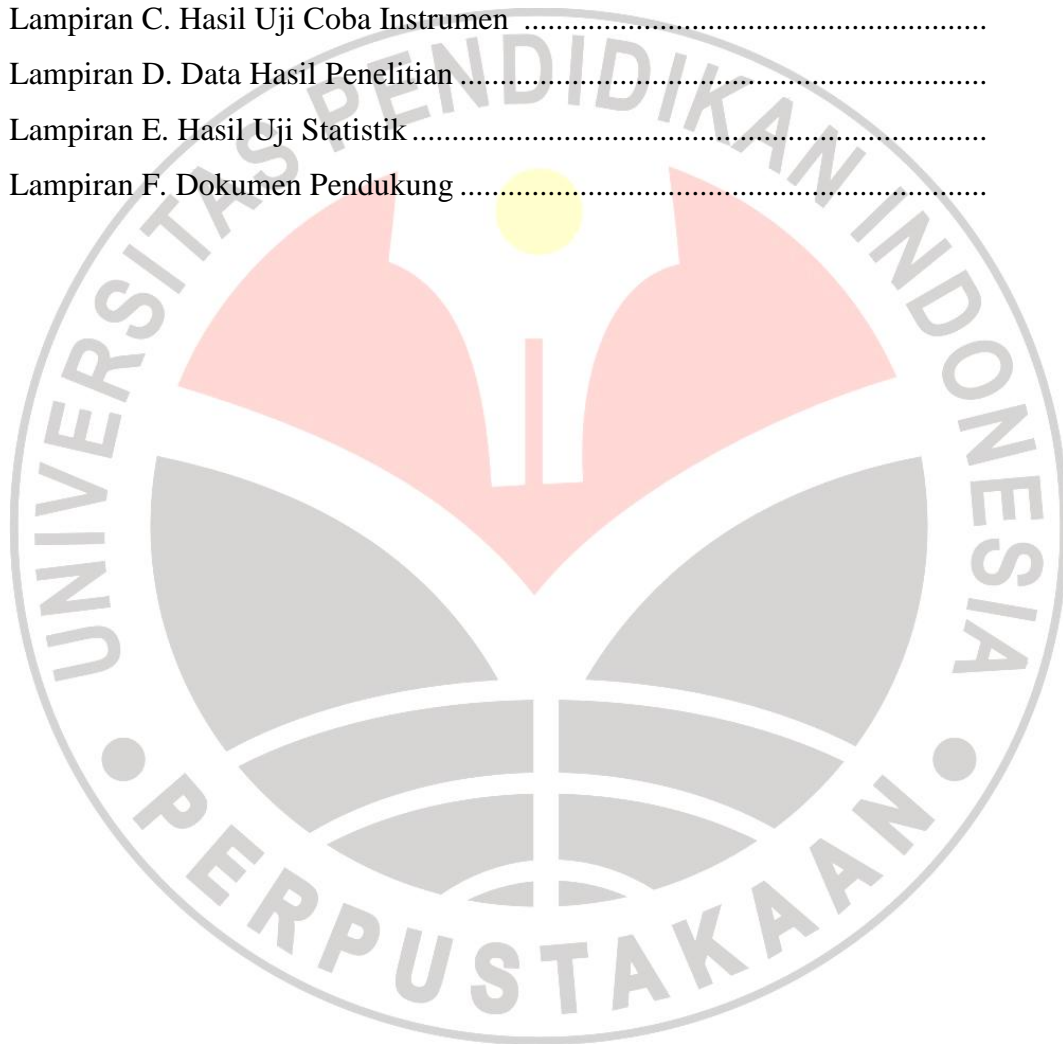 Lampiran C. Hasil Uji Coba Instrumen ..........................................................
Lampiran D. Data Hasil Penelitian .................................................................
Lampiran E. Hasil Uji Statistik .......................................................................
Lampiran F. Dokumen Pendukung .................................................................
UNIVERSITAS PENDIDIKAN INDONESIA
PERPUSTAKAAN